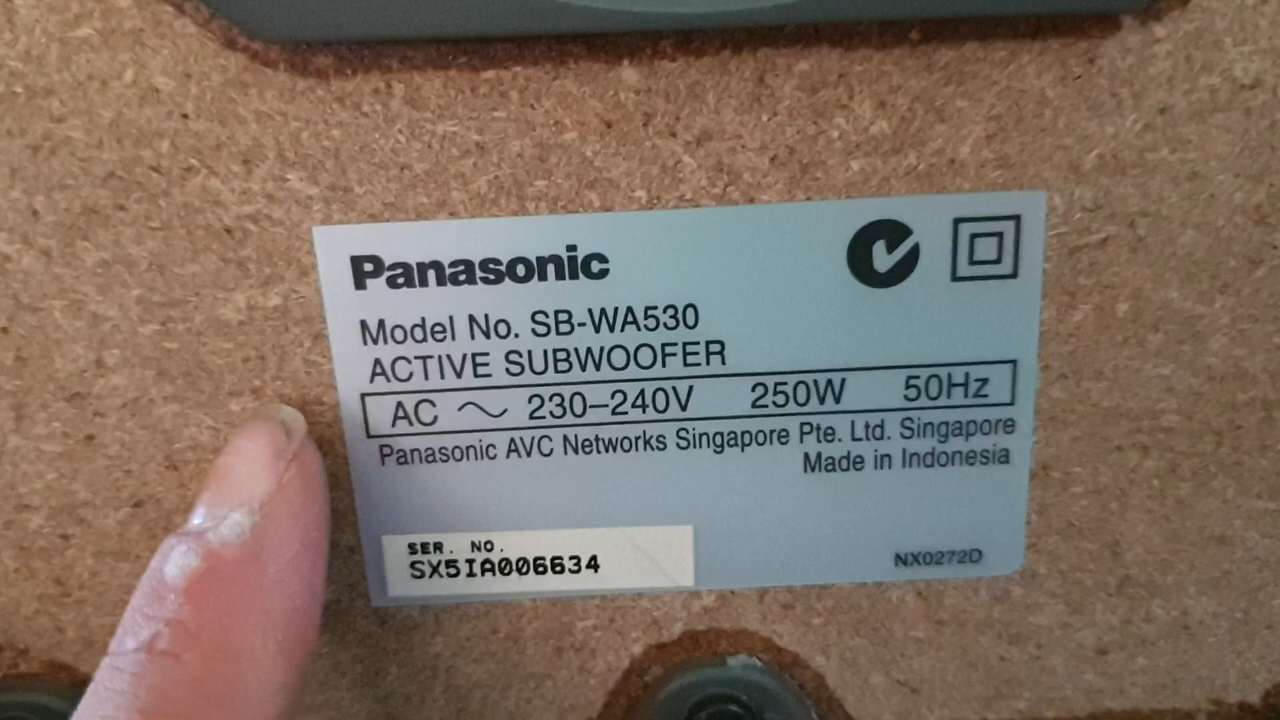 Panasonic
Model No. SB-WA530
ACTIVE SUBWOOFER
AC ~ 230–240V 250W 50Hz
Panasonic AVC Networks Singapore Pte. Ltd. Singapore
Made in Indonesia
SER. NO.
SX5IA006634
NX0272D